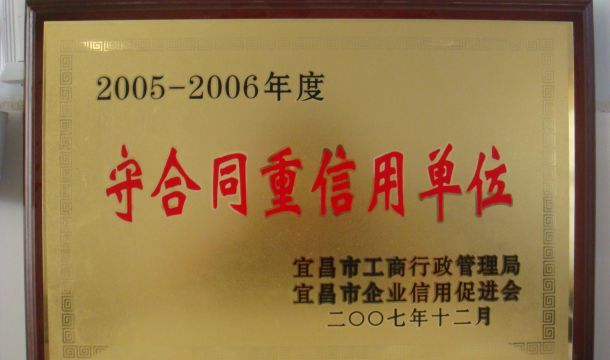 2005-2006年度
守合同重信用单位
宜昌市工商行政管理局
宜昌市企业信用促进会
二〇〇七年十二月